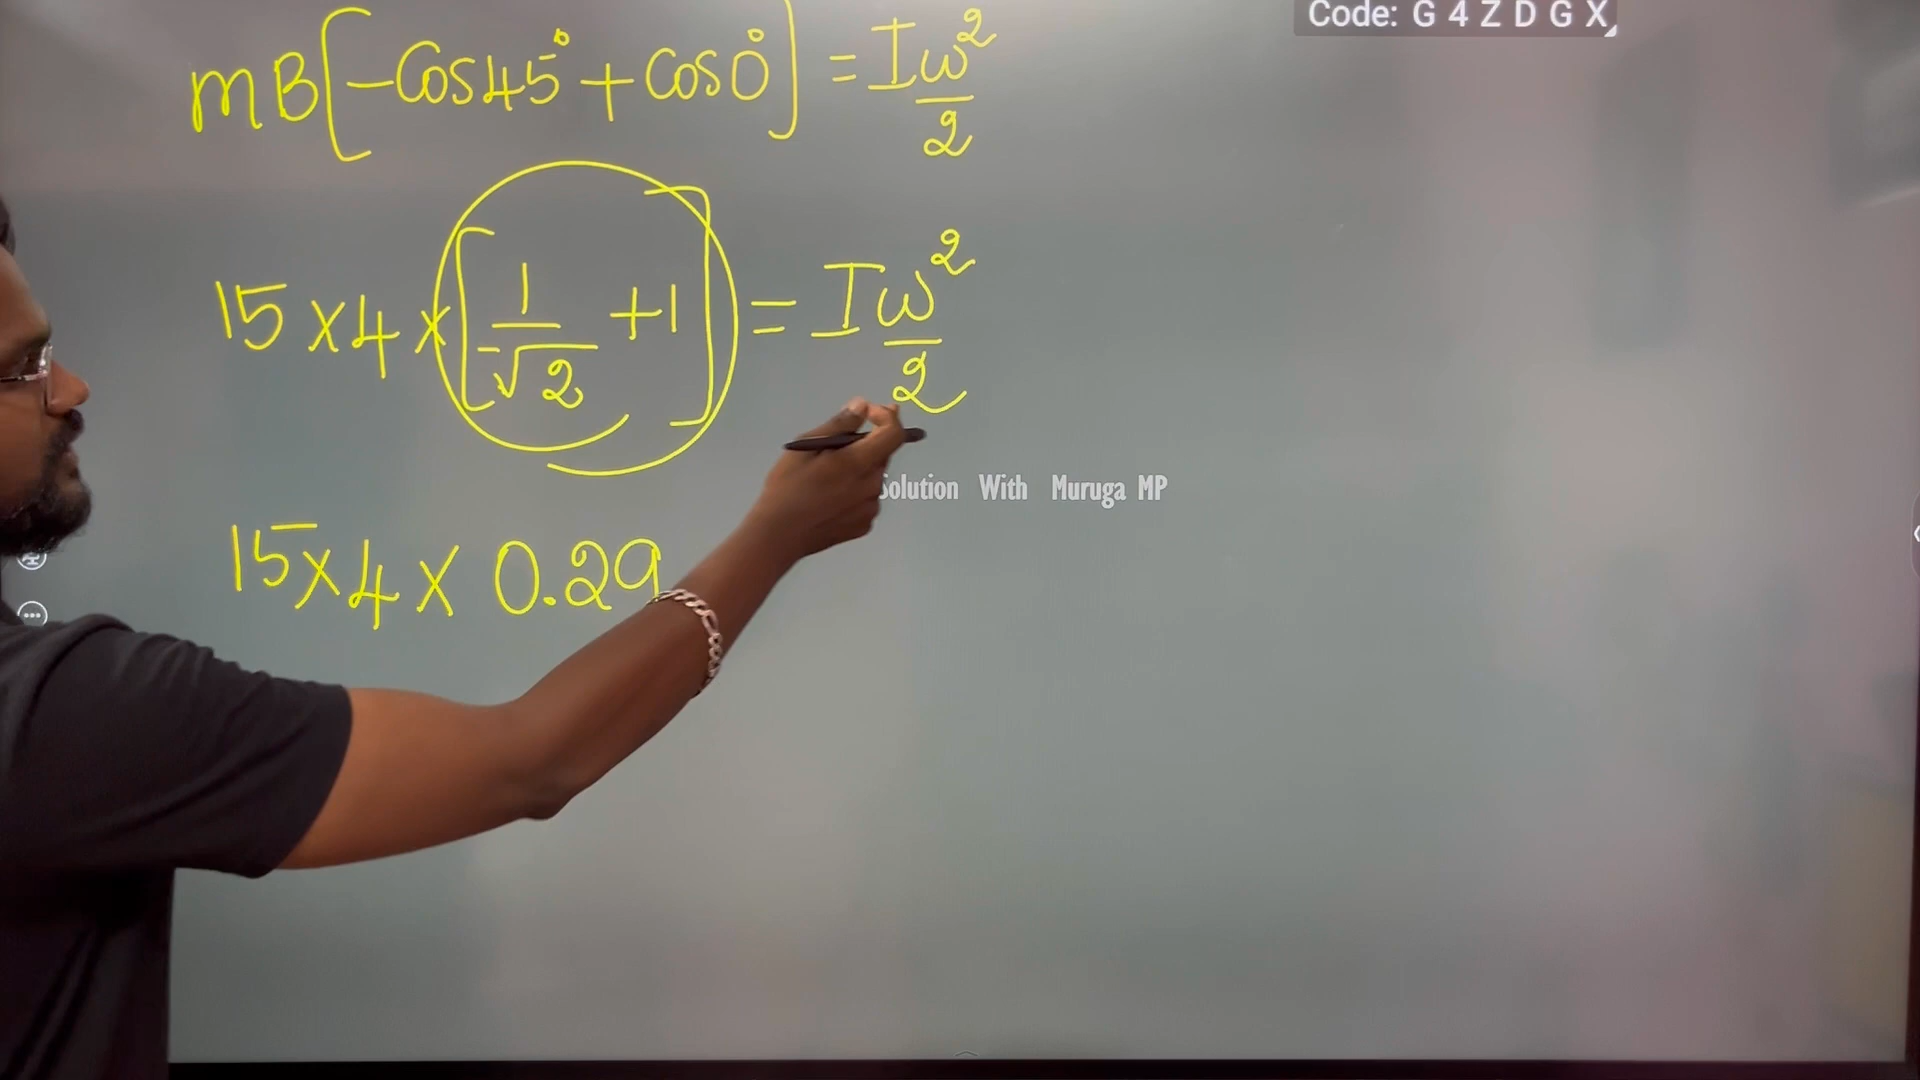 Code: G 4 Z D G X
mB[-Cos45° + Cos0°] = Iω²/2
15 × 4 × [1/-√2 + 1] = Iω²/2
Solution With Muruga MP
15 × 4 × 0.29